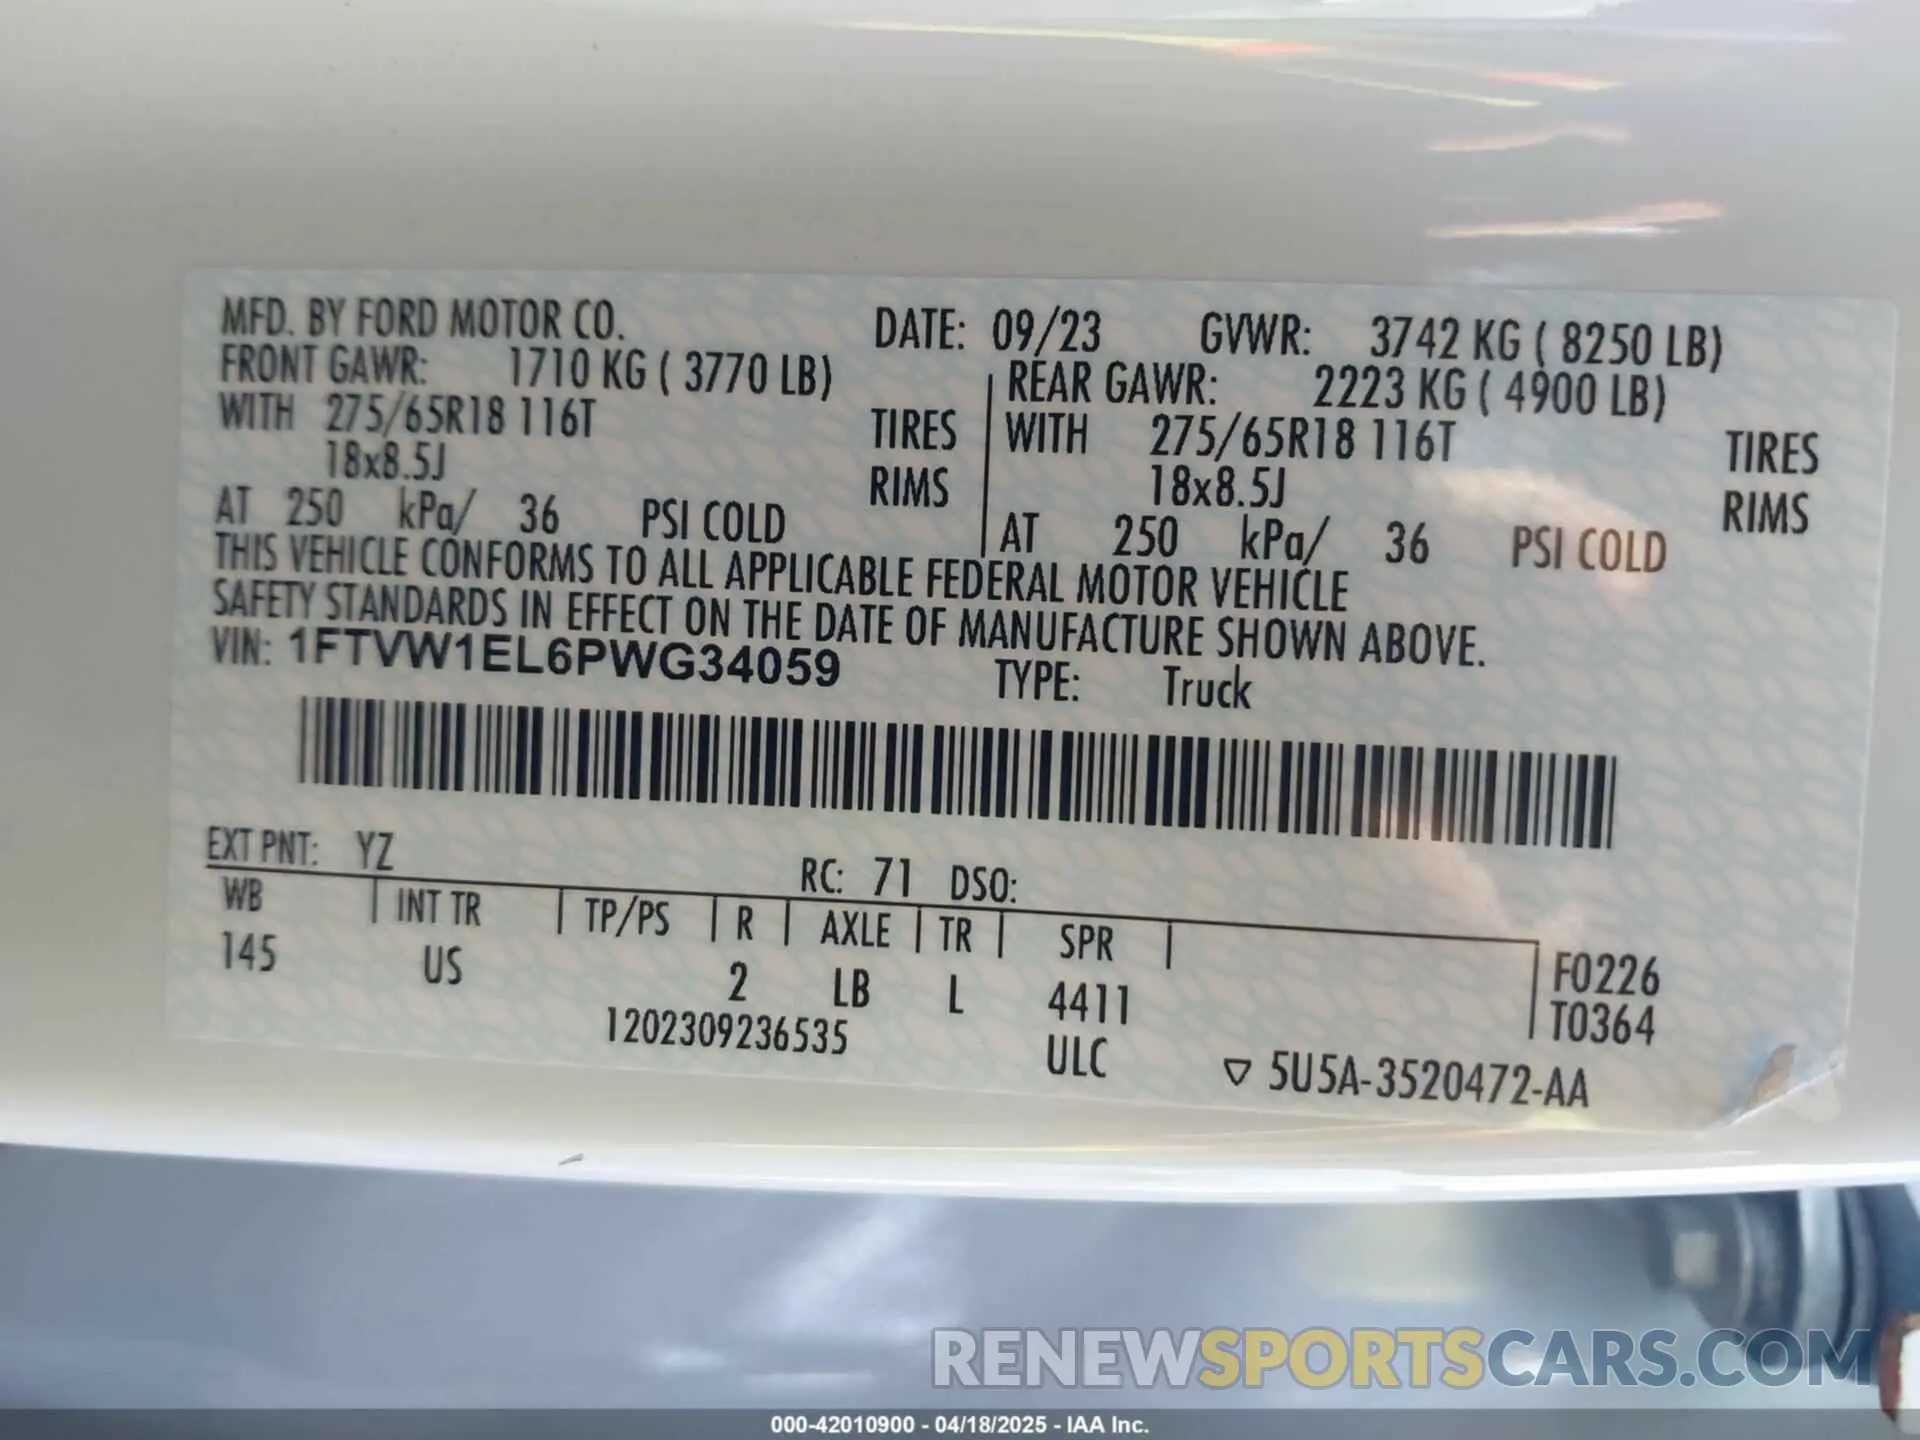 MFD. BY FORD MOTOR CO. DATE: 09/23 GVWR: 3742 KG ( 8250 LB)
FRONT GAWR: 1710 KG ( 3770 LB) REAR GAWR: 2223 KG ( 4900 LB)
WITH 275/65R18 116T TIRES WITH 275/65R18 116T TIRES
18x8.5J RIMS 18x8.5J RIMS
AT 250 kPa/ 36 PSI COLD AT 250 kPa/ 36 PSI COLD
THIS VEHICLE CONFORMS TO ALL APPLICABLE FEDERAL MOTOR VEHICLE
SAFETY STANDARDS IN EFFECT ON THE DATE OF MANUFACTURE SHOWN ABOVE.
VIN: 1FTVW1EL6PWG34059 TYPE: Truck
EXT PNT: YZ RC: 71 DSO:
WB INT TR TP/PS R AXLE TR SPR
145 US 2 LB L 4411 F0226
T0364
1202309236535 ULC ▽ 5U5A-3520472-AA
RENEWSPORTSCARS.COM
000-42010900 - 04/18/2025 - IAA Inc.